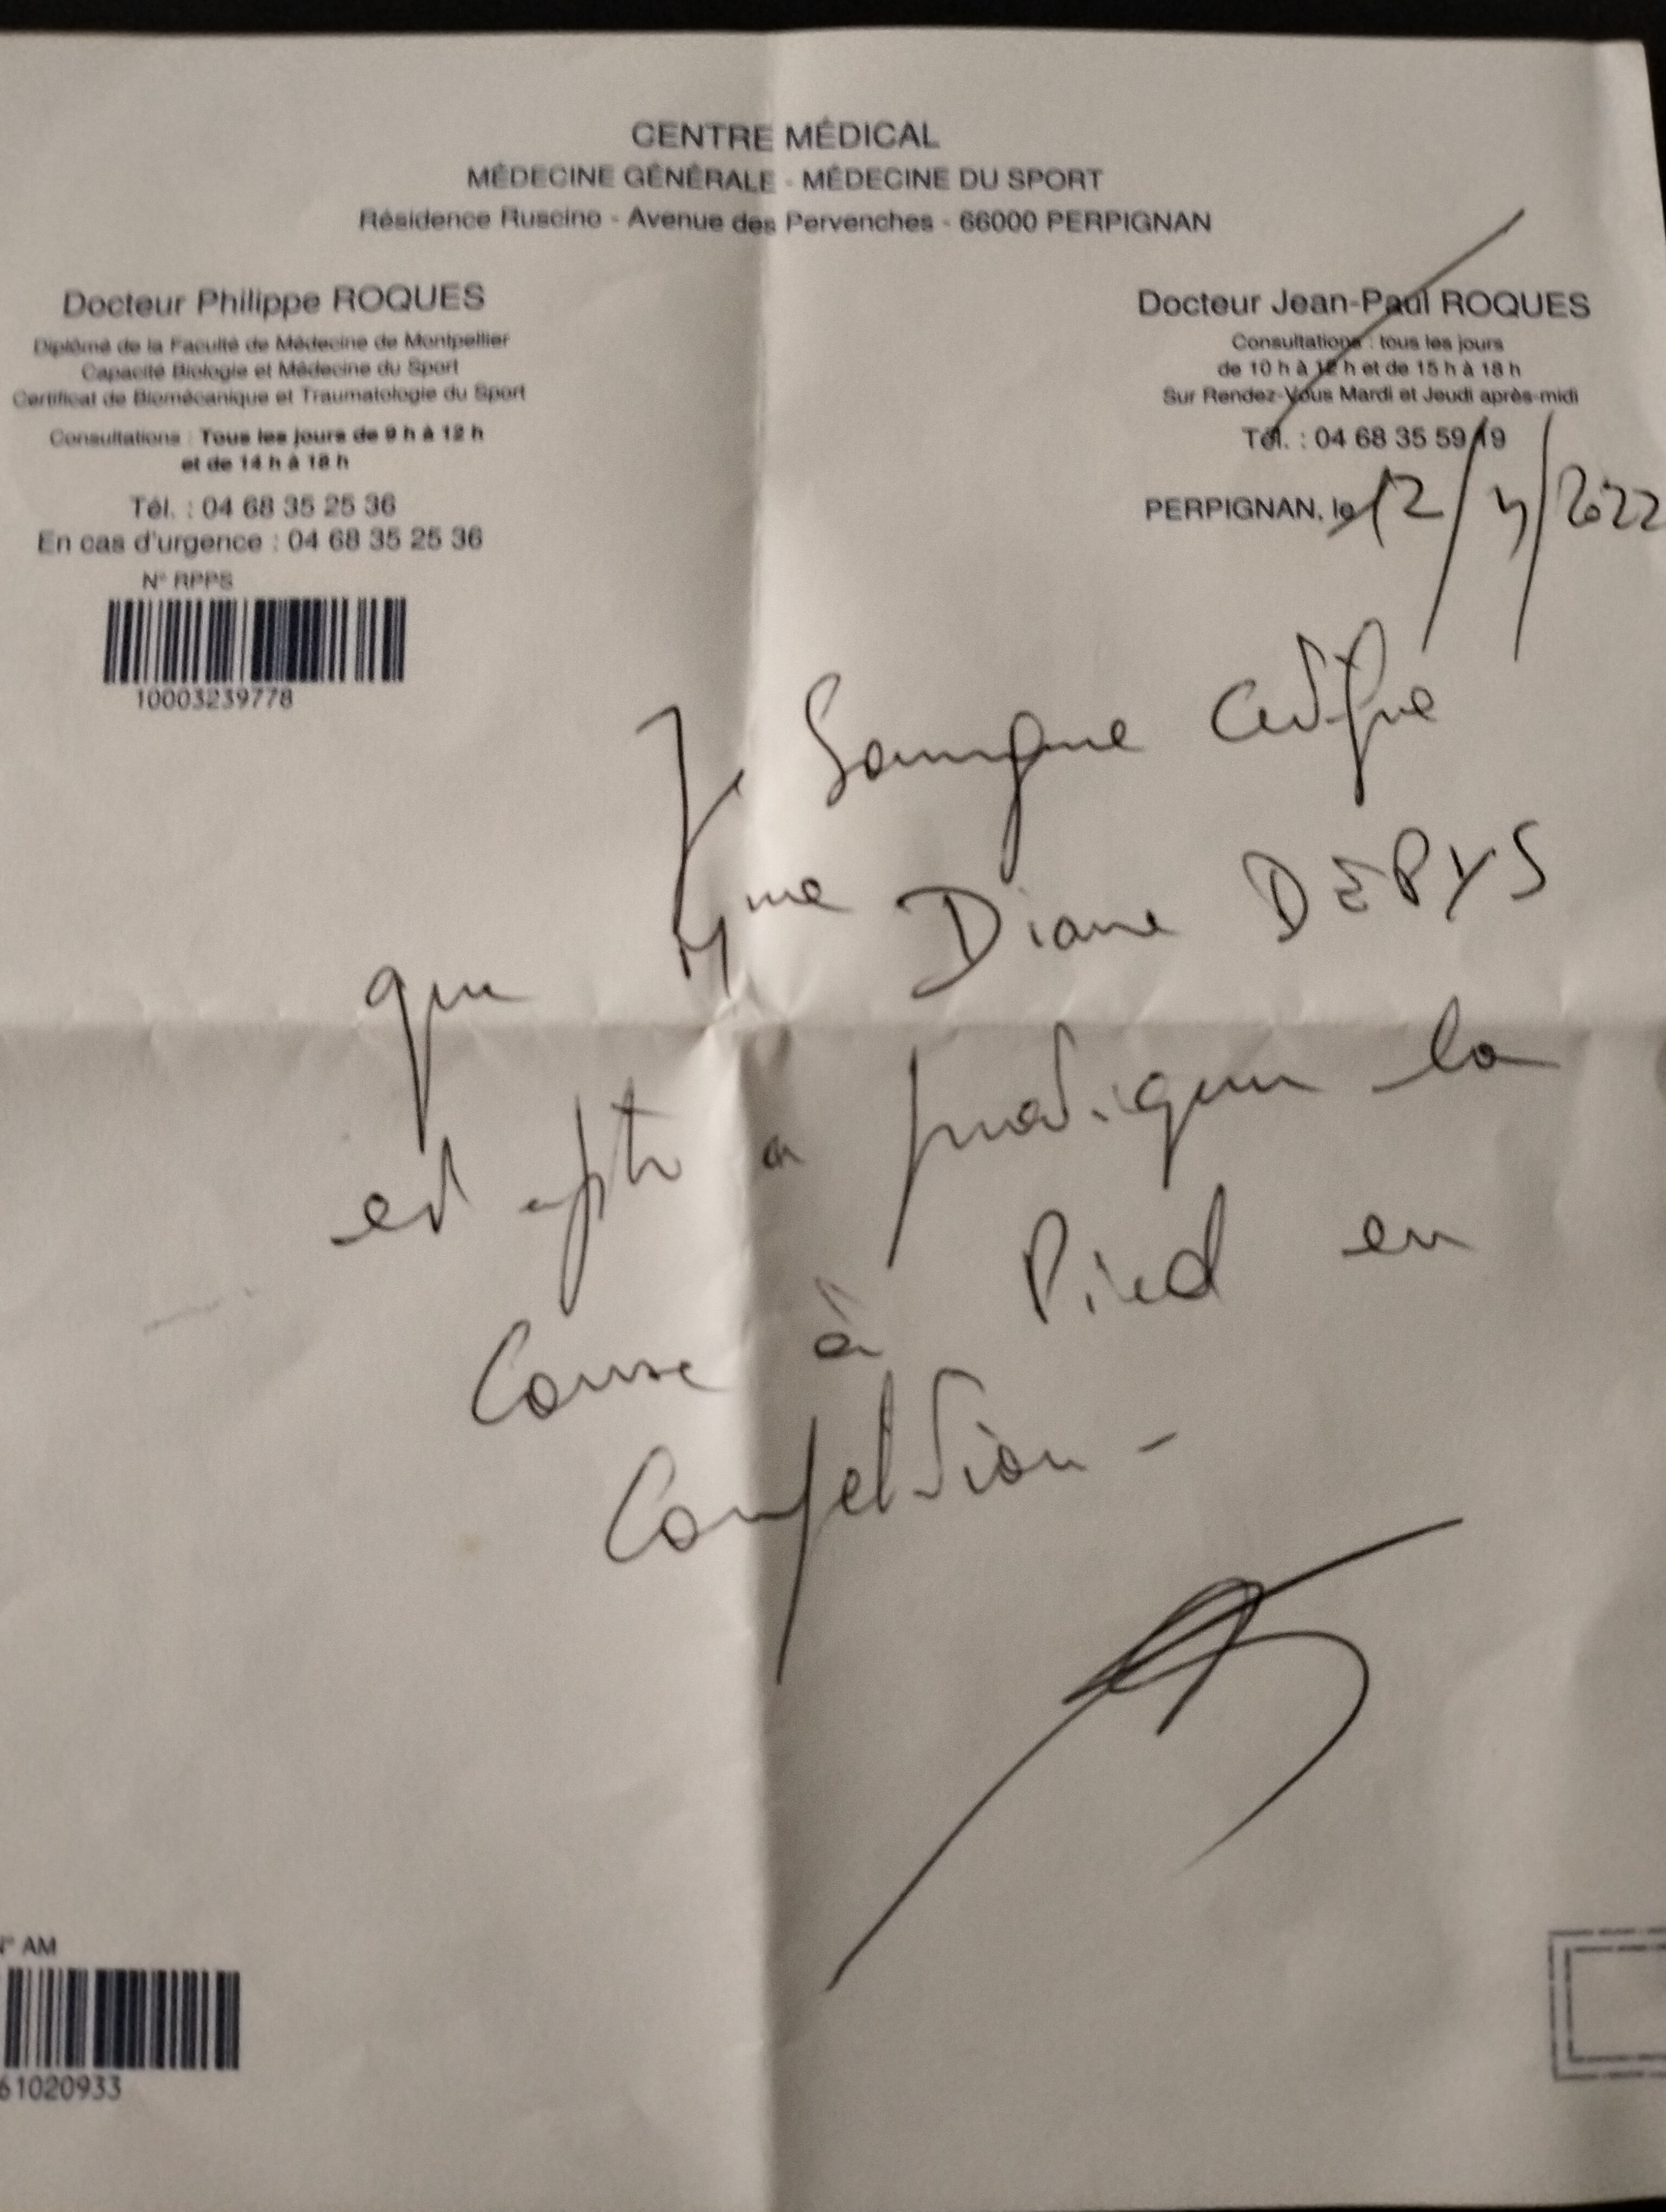 CENTRE MÉDICAL
MÉDECINE GÉNÉRALE - MÉDECINE DU SPORT
Résidence Ruscino - Avenue des Pervenches - 66000 PERPIGNAN
Docteur Philippe ROQUES
Diplômé de la Faculté de Médecine de Montpellier
Capacité Biologie et Médecine du Sport
Certificat de Biomécanique et Traumatologie du Sport
Consultations : Tous les jours de 9 h à 12 h
et de 14 h à 18 h
Tél. : 04 68 35 25 36
En cas d'urgence : 04 68 35 25 36
N° RPPS
10003239778
Docteur Jean-Paul ROQUES
Consultations : tous les jours
de 10 h à 12 h et de 15 h à 18 h
Sur Rendez-Vous Mardi et Jeudi après-midi
Tél. : 04 68 35 59 19
PERPIGNAN, le 12/4/2022
Je soussigné certifie
que Mme Diane DEPYS
est apte à pratiquer la
Course à Pied en
Compétition -
N° AM
61020933